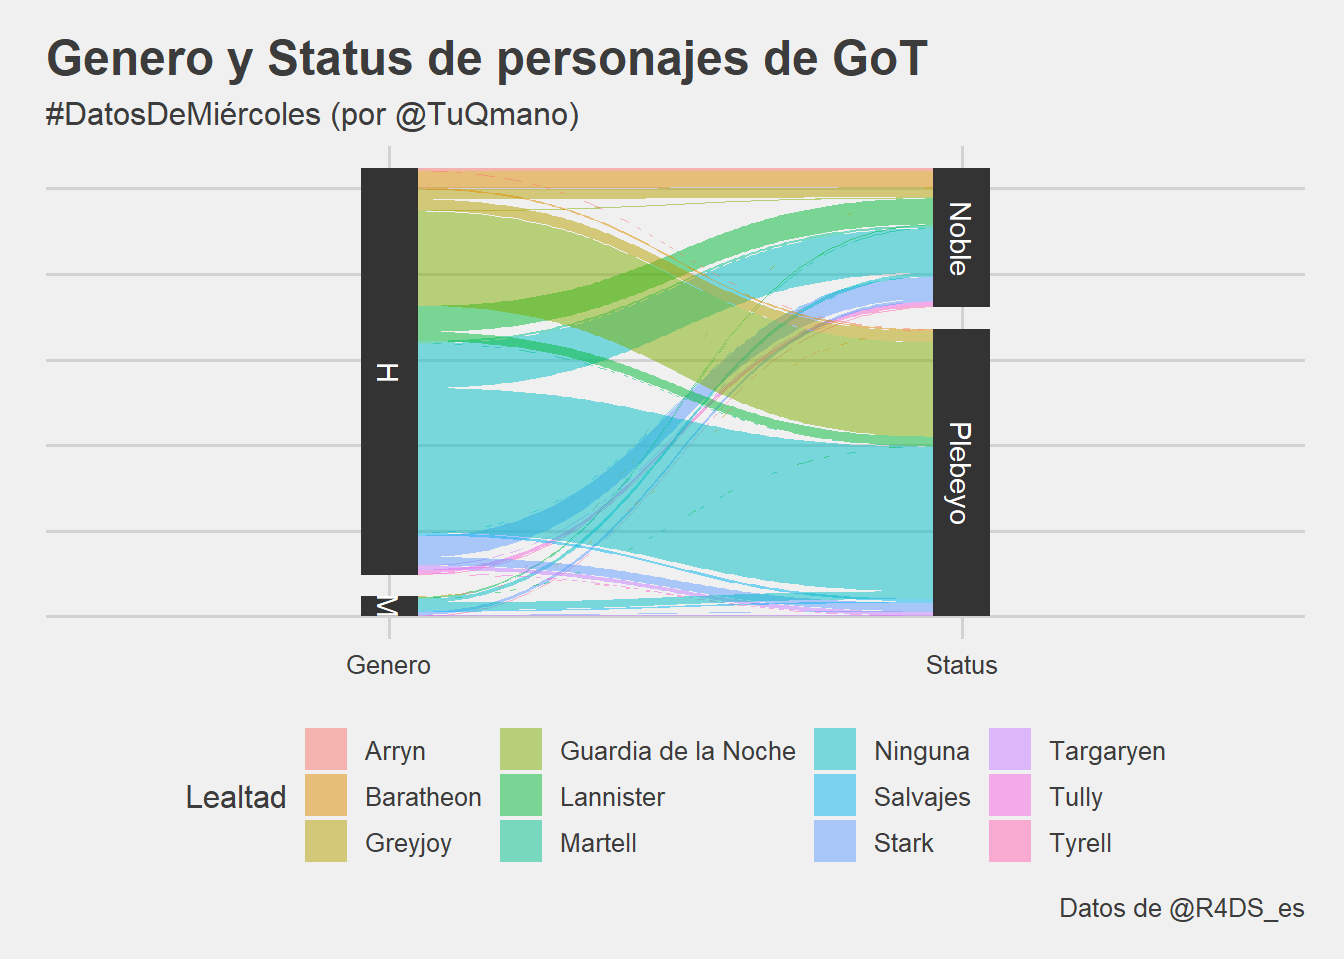 Genero y Status de personajes de GoT
#DatosDeMiércoles (por @TuQmano)
H
M
Noble
Plebeyo
Genero
Status
Lealtad
Arryn
Baratheon
Greyjoy
Guardia de la Noche
Lannister
Martell
Ninguna
Salvajes
Stark
Targaryen
Tully
Tyrell
Datos de @R4DS_es